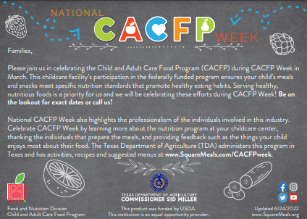 NATIONAL
CACFP
WEEK
Families,
Please join us in celebrating the Child and Adult Care Food Program (CACFP) during CACFP Week in
March. This childcare facility's participation in the federally funded program ensures your child's meals
and snacks meet specific nutrition standards that promote healthy eating habits. Serving healthy,
nutritious foods is a priority for us and we will be celebrating these efforts during CACFP Week! Be on
the lookout for exact dates or call us!
National CACFP Week also highlights the professionalism of the individuals involved in this industry.
Celebrate CACFP Week by learning more about the nutrition program at your childcare center,
thanking the individuals that prepare the meals, and providing feedback such as the things your child
enjoys most about their food. The Texas Department of Agriculture (TDA) administers this program in
Texas and has activities, recipes and suggested menus at www.SquareMeals.com/CACFPweek.
TEXAS DEPARTMENT OF AGRICULTURE
COMMISSIONER SID MILLER
Food and Nutrition Division
Child and Adult Care Food Program
This product was funded by USDA.
This institution is an equal opportunity provider.
Updated 6/24/2022
www.SquareMeals.org